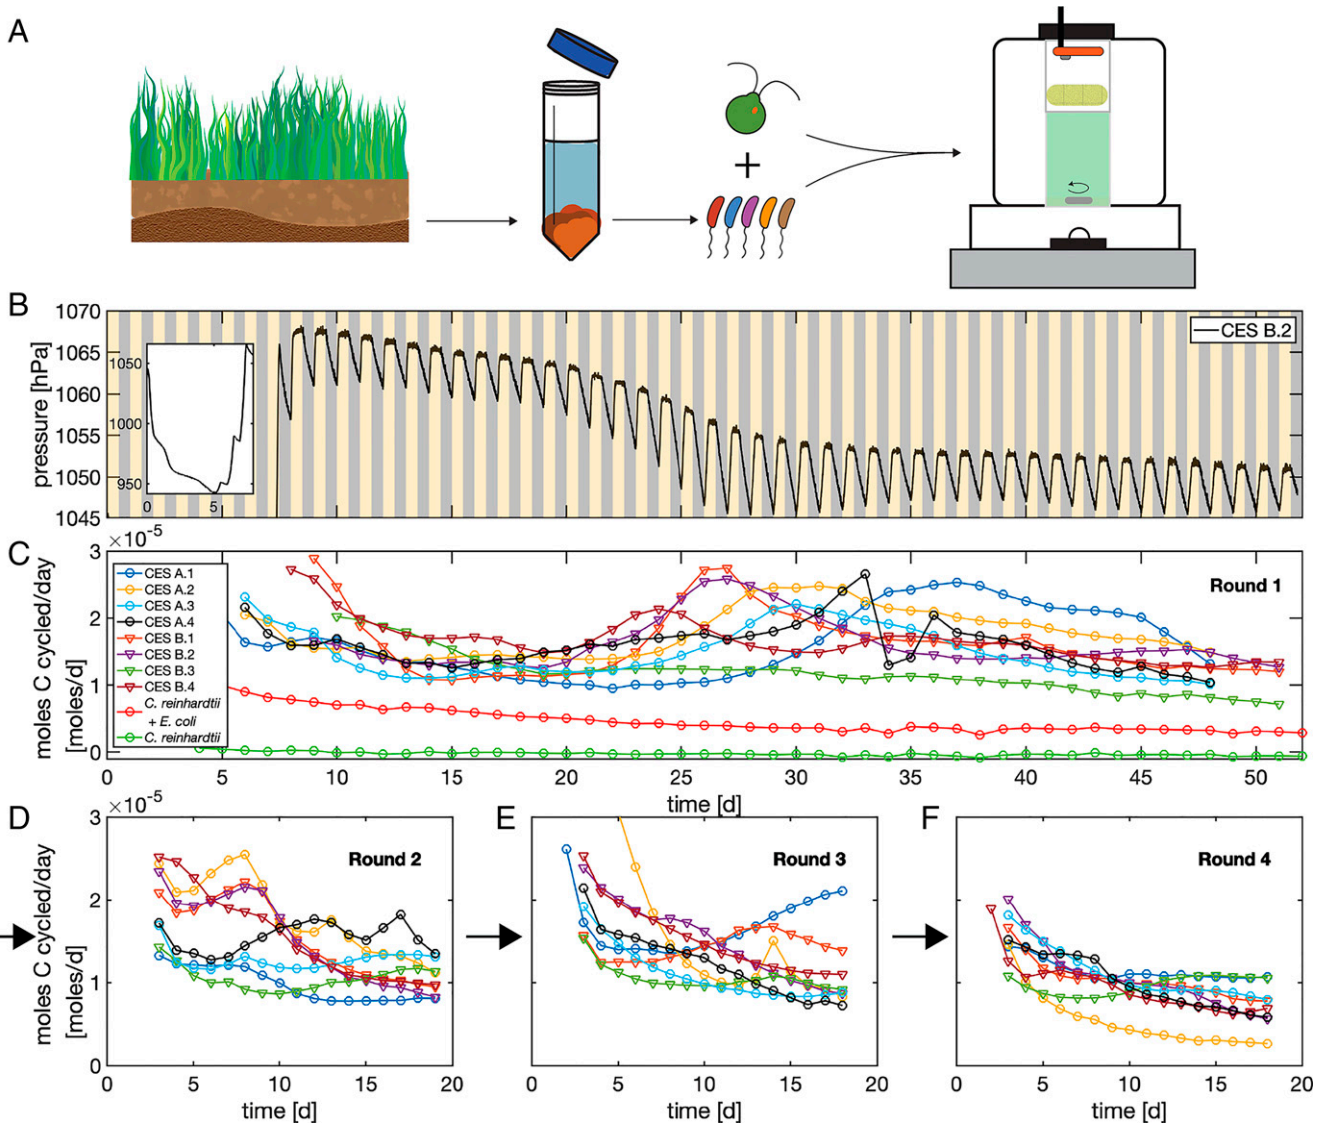 A
B
1070
1065
1060
1055
1050
1045
pressure [hPa]
1050
1000
950
0
5
CES B.2
C
×10-5
3
2
1
0
moles C cycled/day
[moles/d]
CES A.1
CES A.2
CES A.3
CES A.4
CES B.1
CES B.2
CES B.3
CES B.4
C. reinhardtii
+ E. coli
C. reinhardtii
Round 1
0 5 10 15 20 25 30 35 40 45 50
time [d]
D
×10-5
3
2
1
0
moles C cycled/day
[moles/d]
Round 2
0 5 10 15 20
time [d]
E
Round 3
0 5 10 15 20
time [d]
F
Round 4
0 5 10 15 20
time [d]